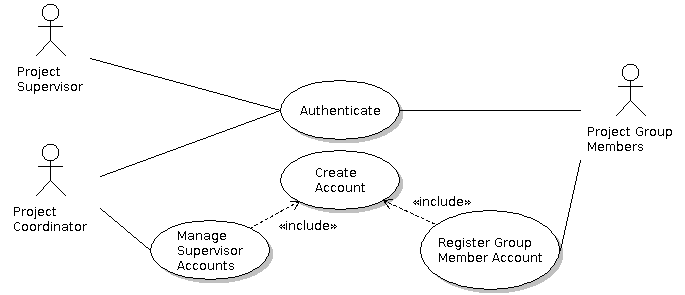 Project
Supervisor
Authenticate
Project Group
Members
Create
Account
Project
Coordinator
«include»
«include»
Manage
Supervisor
Accounts
Register Group
Member Account